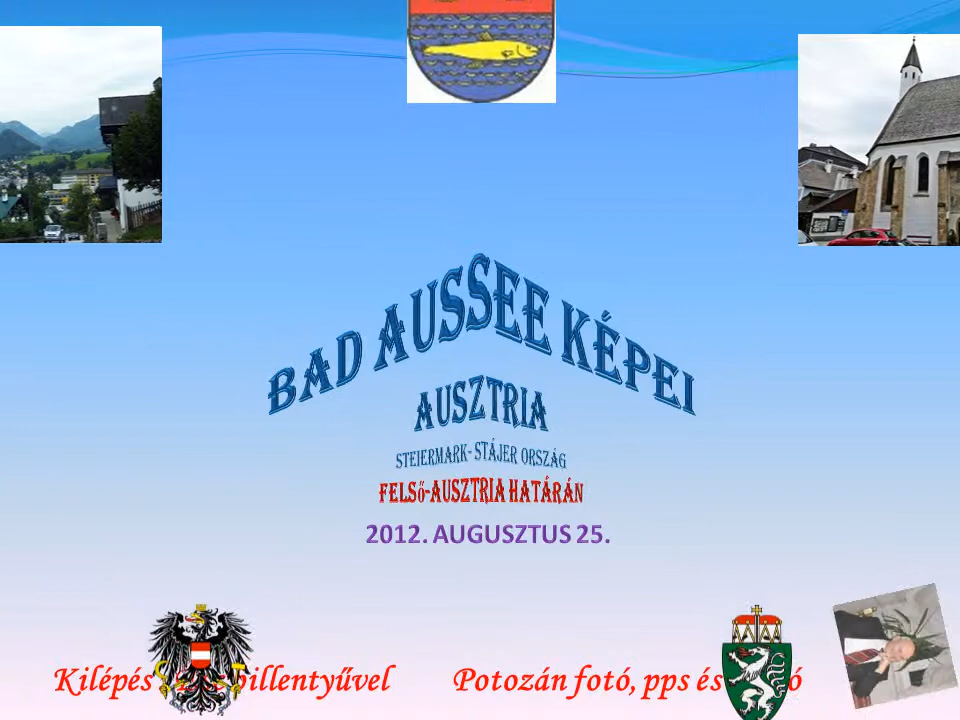 BAD AUSSEE KÉPEI
AUSZTRIA
STEIERMARK- STÁJER ORSZÁG
FELSŐ-AUSZTRIA HATÁRÁN
2012. AUGUSZTUS 25.
Kilépés billentyűvel Potozán fotó, pps és